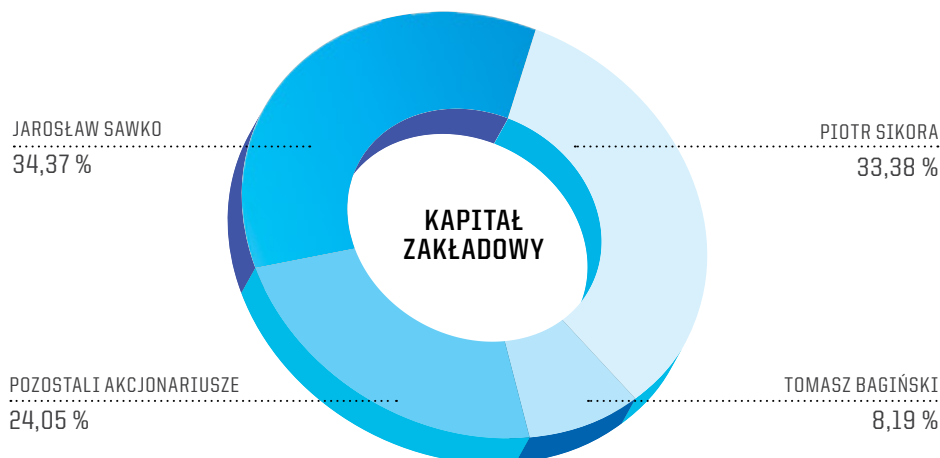 JAROSŁAW SAWKO
34,37 %
PIOTR SIKORA
33,38 %
KAPITAŁ
ZAKŁADOWY
POZOSTALI AKCJONARIUSZE
24,05 %
TOMASZ BAGIŃSKI
8,19 %